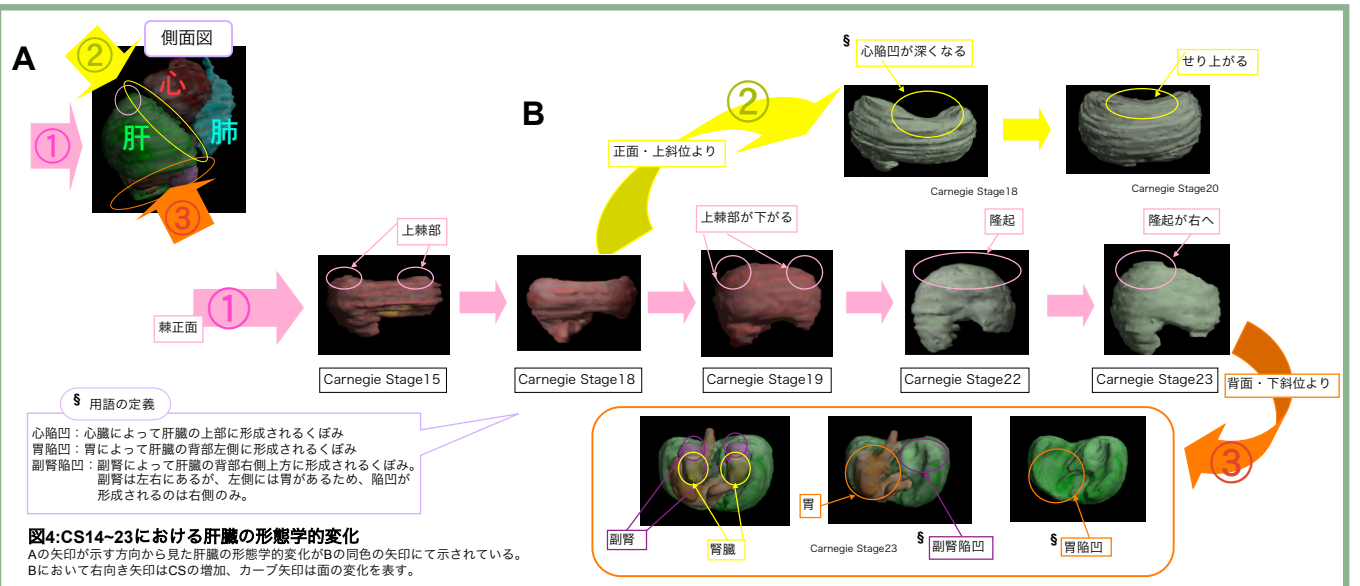 A
側面図
②
心
肝
肺
①
③
B
②
正面・上斜位より
§ 心陥凹が深くなる
せり上がる
Carnegie Stage18
Carnegie Stage20
①
棘正面
上棘部
上棘部が下がる
隆起
隆起が右へ
Carnegie Stage15
Carnegie Stage18
Carnegie Stage19
Carnegie Stage22
Carnegie Stage23
背面・下斜位より
③
§ 用語の定義
心陥凹：心臓によって肝臓の上部に形成されるくぼみ
胃陥凹：胃によって肝臓の背部左側に形成されるくぼみ
副腎陥凹：副腎によって肝臓の背部右側上方に形成されるくぼみ。
副腎は左右にあるが、左側には胃があるため、陥凹が
形成されるのは右側のみ。
副腎
腎臓
胃
Carnegie Stage23
§ 副腎陥凹
§ 胃陥凹
図4:CS14~23における肝臓の形態学的変化
Aの矢印が示す方向から見た肝臓の形態学的変化がBの同色の矢印にて示されている。
Bにおいて右向き矢印はCSの増加、カーブ矢印は面の変化を表す。